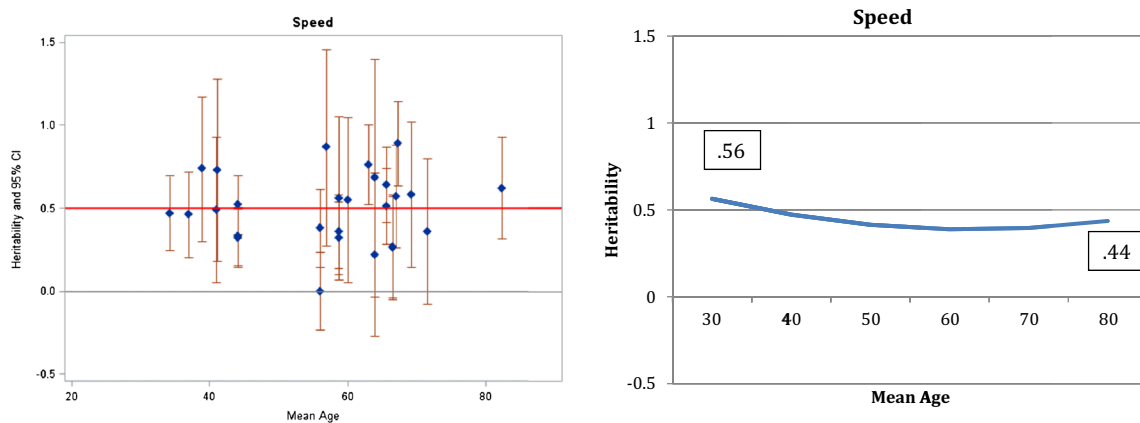 Speed
1.5
1.0
0.5
0.0
-0.5
Heritability and 95% CI
20 40 60 80
Mean Age
Speed
1.5
1
0.5
0
-0.5
Heritability
.56
.44
30 40 50 60 70 80
Mean Age